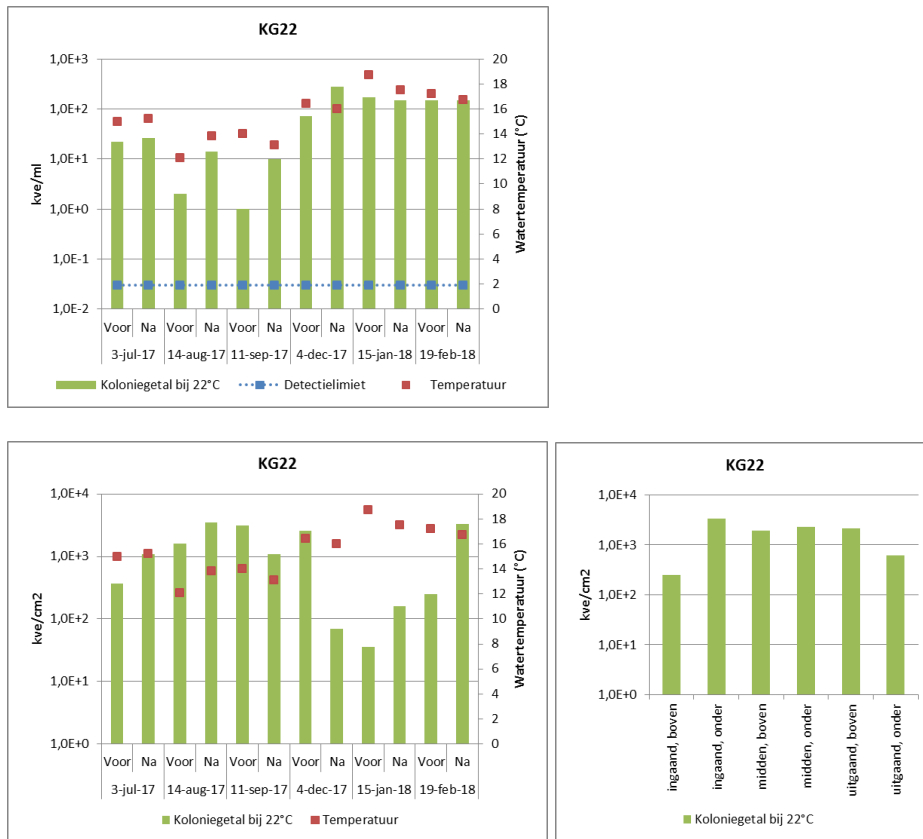 KG22
1,0E+3
1,0E+2
1,0E+1
1,0E+0
1,0E-1
1,0E-2
kve/ml
20
18
16
14
12
10
8
6
4
2
0
Watertemperatuur (°C)
Voor Na Voor Na Voor Na Voor Na Voor Na Voor Na
3-jul-17 14-aug-17 11-sep-17 4-dec-17 15-jan-18 19-feb-18
Koloniegetal bij 22°C Detectielimiet Temperatuur
KG22
1,0E+4
1,0E+3
1,0E+2
1,0E+1
1,0E+0
kve/cm2
20
18
16
14
12
10
8
6
4
2
0
Watertemperatuur (°C)
Voor Na Voor Na Voor Na Voor Na Voor Na Voor Na
3-jul-17 14-aug-17 11-sep-17 4-dec-17 15-jan-18 19-feb-18
Koloniegetal bij 22°C Temperatuur
KG22
1,0E+4
1,0E+3
1,0E+2
1,0E+1
1,0E+0
kve/cm2
ingaand, boven
ingaand, onder
midden, boven
midden, onder
uitgaand, boven
uitgaand, onder
Koloniegetal bij 22°C